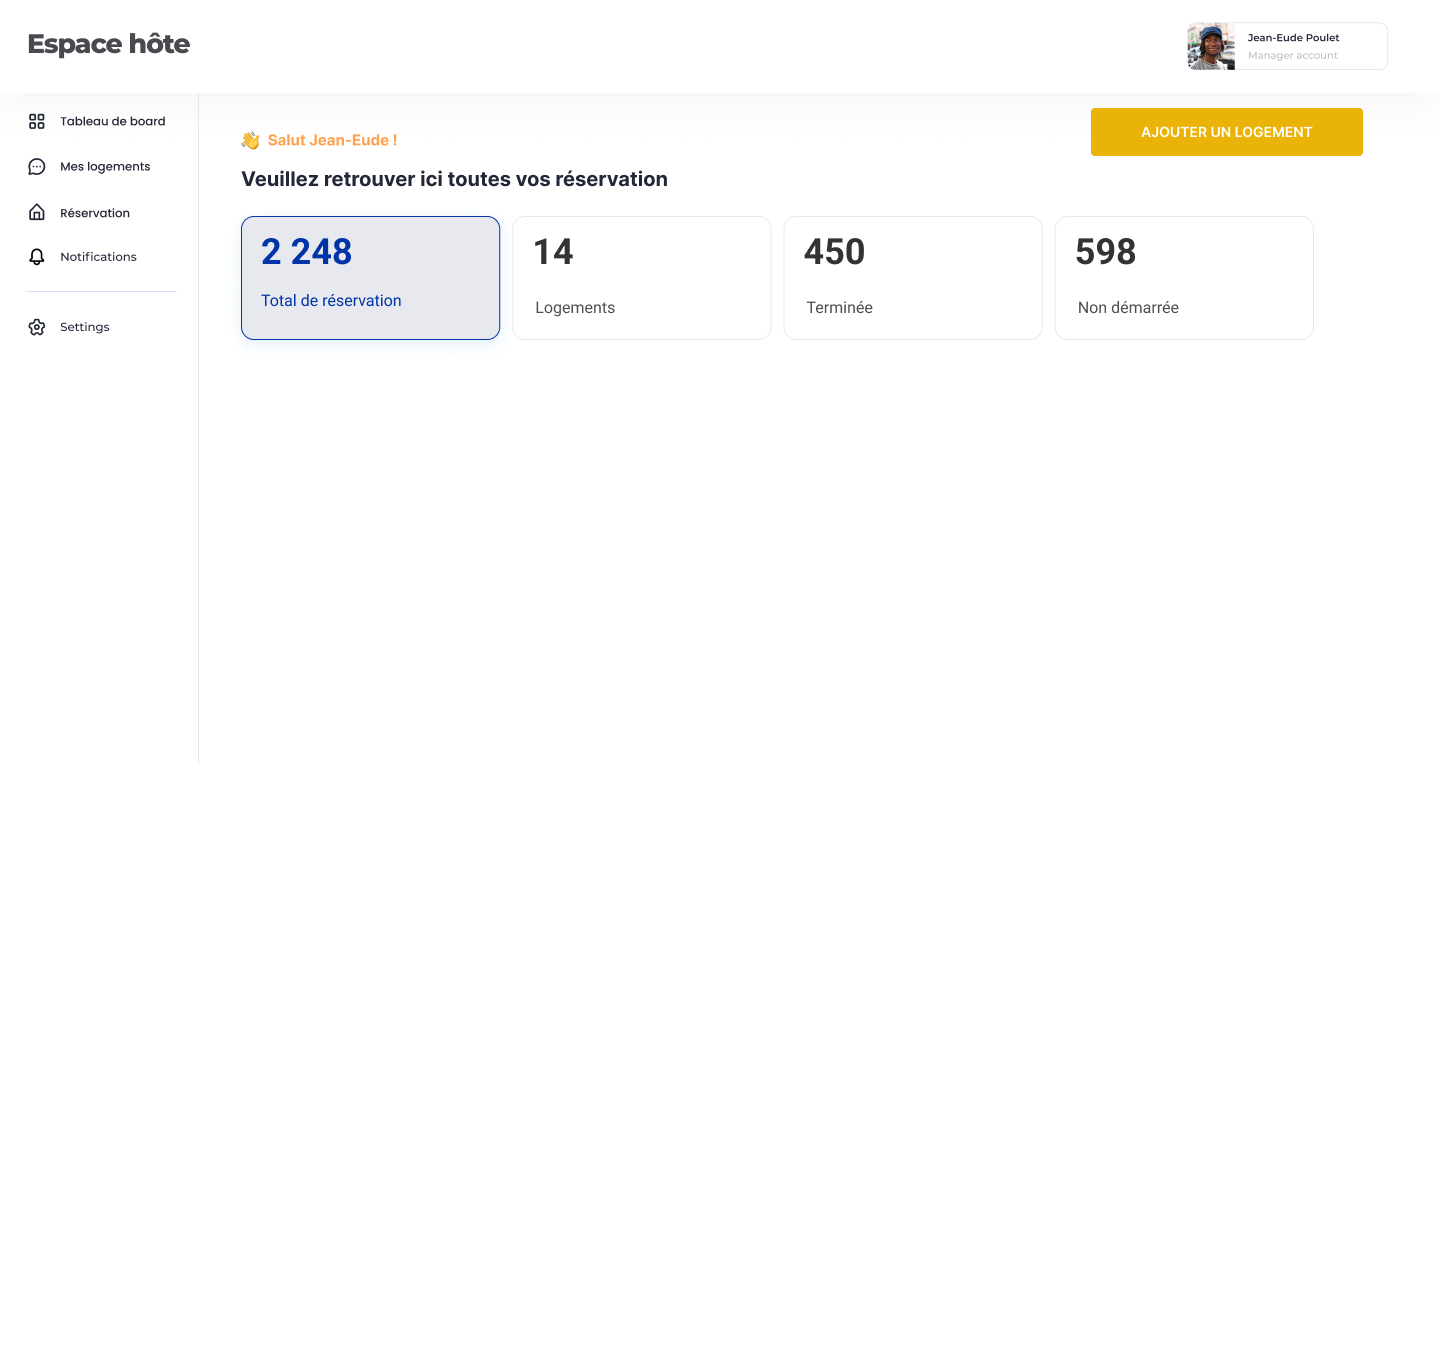 Espace hôte
Jean-Eude Poulet
Manager account
Tableau de board
Mes logements
Réservation
Notifications
Settings
Salut Jean-Eude !
AJOUTER UN LOGEMENT
Veuillez retrouver ici toutes vos réservation
2 248
Total de réservation
14
Logements
450
Terminée
598
Non démarrée